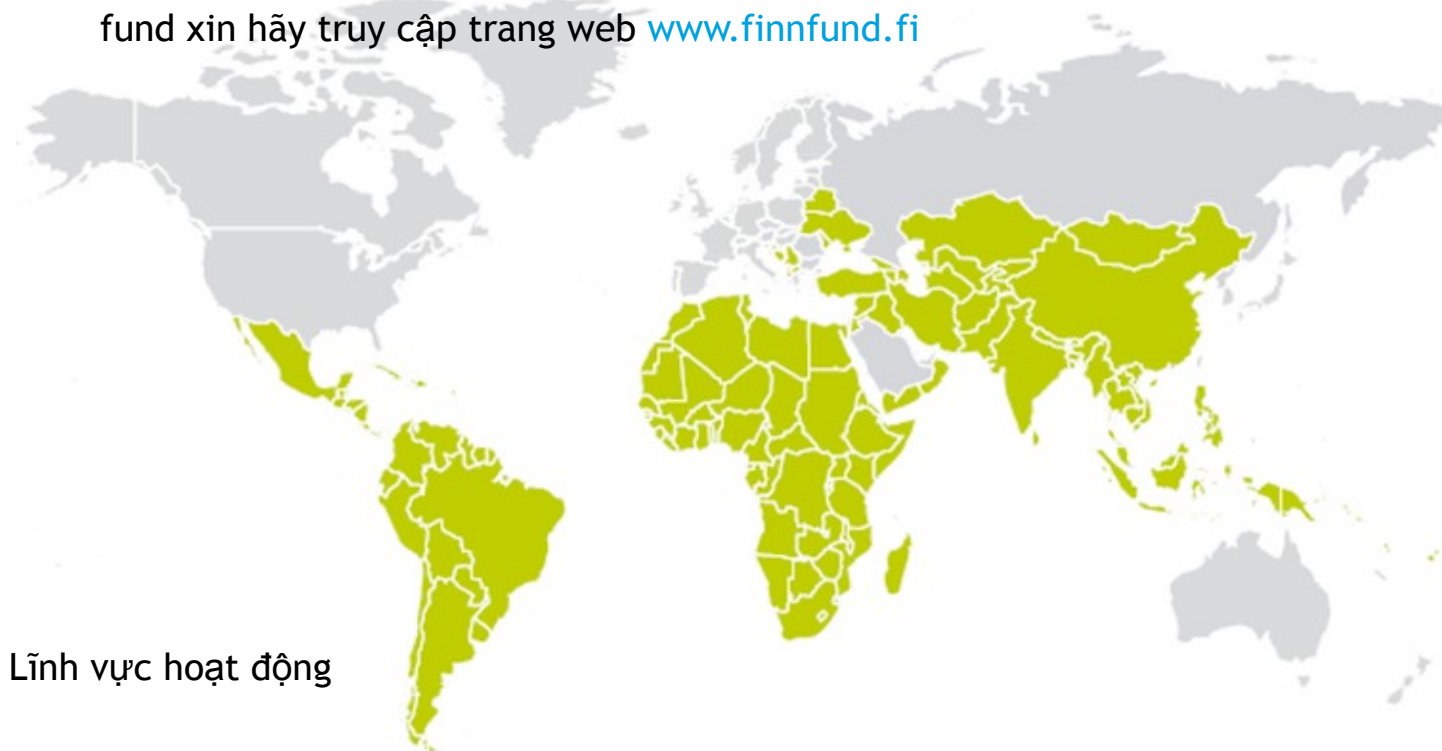 fund xin hãy truy cập trang web www.finnfund.fi
Lĩnh vực hoạt động